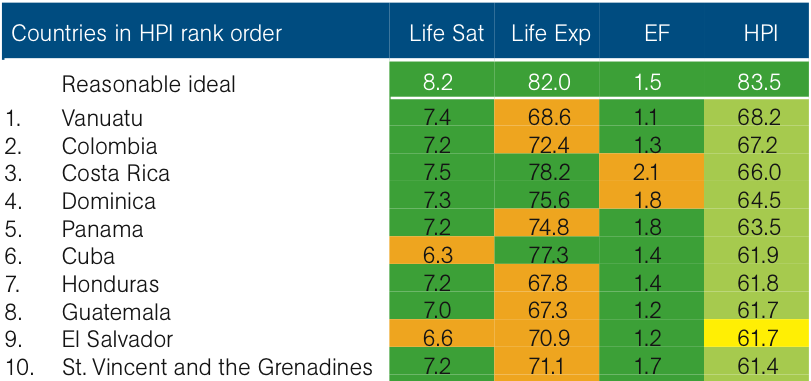 Countries in HPI rank order Life Sat Life Exp EF HPI
Reasonable ideal 8.2 82.0 1.5 83.5
1. Vanuatu 7.4 68.6 1.1 68.2
2. Colombia 7.2 72.4 1.3 67.2
3. Costa Rica 7.5 78.2 2.1 66.0
4. Dominica 7.3 75.6 1.8 64.5
5. Panama 7.2 74.8 1.8 63.5
6. Cuba 6.3 77.3 1.4 61.9
7. Honduras 7.2 67.8 1.4 61.8
8. Guatemala 7.0 67.3 1.2 61.7
9. El Salvador 6.6 70.9 1.2 61.7
10. St. Vincent and the Grenadines 7.2 71.1 1.7 61.4